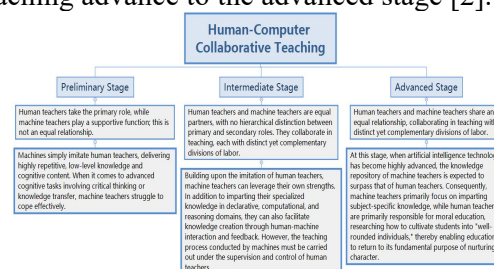 aching advance to the advanced stage [2].
Human-Computer
Collaborative Teaching
Preliminary Stage
Human teachers take the primary role, while
machine teachers play a supportive function; this is
not an equal relationship.
Machines simply imitate human teachers, delivering
highly repetitive, low-level knowledge and
cognitive content. When it comes to advanced
cognitive tasks involving critical thinking or
knowledge transfer, machine teachers struggle to
cope effectively.
Intermediate Stage
Human teachers and machine teachers are equal
partners, with no hierarchical distinction between
primary and secondary roles. They collaborate in
teaching, each with distinct yet complementary
divisions of labor.
Building upon the imitation of human teachers,
machine teachers can leverage their own strengths.
In addition to imparting their specialized
knowledge in declarative, computational, and
reasoning domains, they can also facilitate
knowledge creation through human-machine
interaction and feedback. However, the teaching
process conducted by machines must be carried
out under the supervision and control of human
teachers.
Advanced Stage
Human teachers and machine teachers share an
equal relationship, collaborating in teaching with
distinct yet complementary divisions of labor.
At this stage, when artificial intelligence technology
has become highly advanced, the knowledge
repository of machine teachers is expected to
surpass that of human teachers. Consequently,
machine teachers primarily focus on imparting
subject-specific knowledge, while human teachers
are primarily responsible for moral education,
researching how to cultivate students into "well-
rounded individuals," thereby enabling education
to return to its fundamental purpose of nurturing
character.